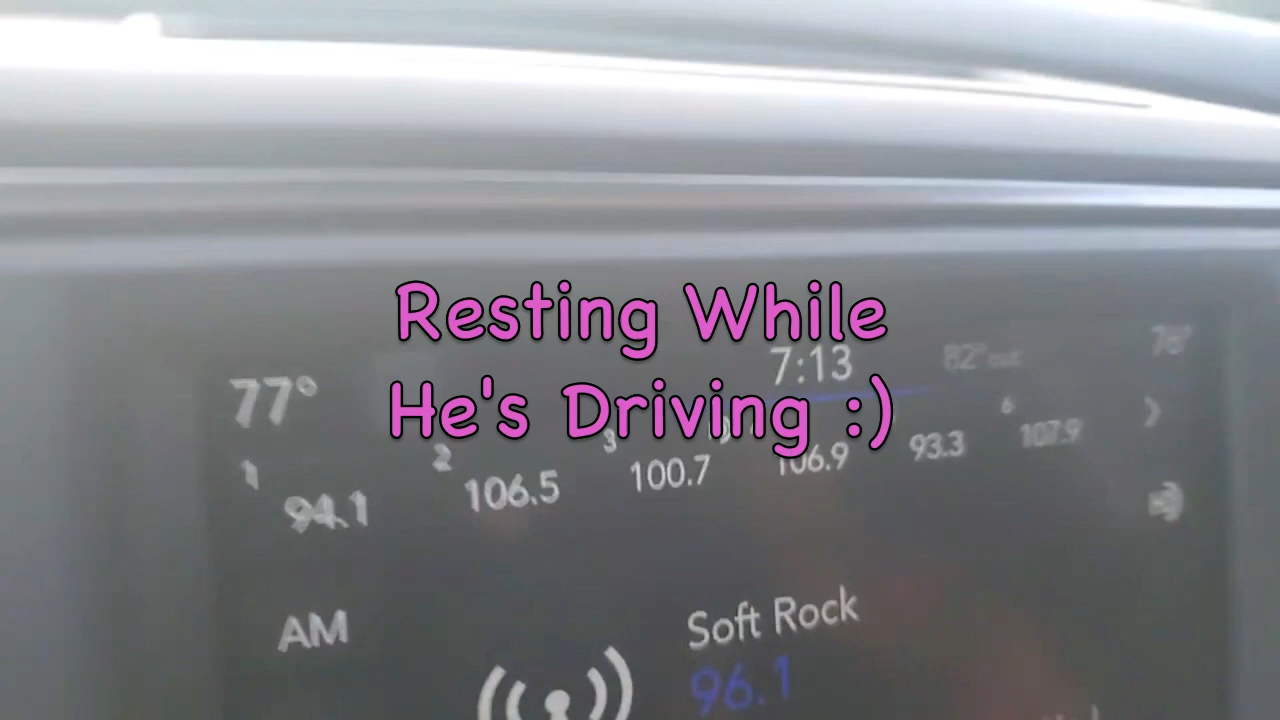 Resting While
He's Driving :)
77° 7:13 82° out
1 2 3 6
94.1 106.5 100.7 106.9 93.3 107.9
AM
Soft Rock
96.1